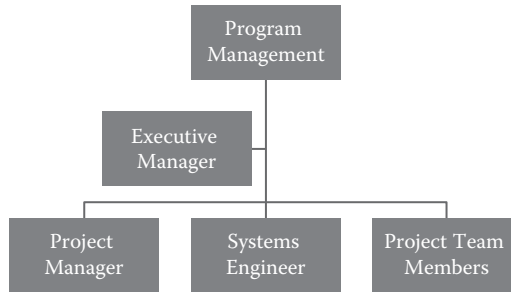 Program
Management
Executive
Manager
Project
Manager
Systems
Engineer
Project Team
Members